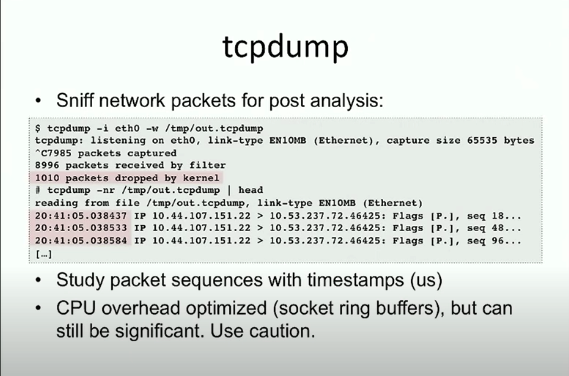 tcpdump
• Sniff network packets for post analysis:
$ tcpdump -i eth0 -w /tmp/out.tcpdump
tcpdump: listening on eth0, link-type EN10MB (Ethernet), capture size 65535 bytes
^C7985 packets captured
8996 packets received by filter
1010 packets dropped by kernel
# tcpdump -nr /tmp/out.tcpdump | head
reading from file /tmp/out.tcpdump, link-type EN10MB (Ethernet)
20:41:05.038437 IP 10.44.107.151.22 > 10.53.237.72.46425: Flags [P.], seq 18...
20:41:05.038533 IP 10.44.107.151.22 > 10.53.237.72.46425: Flags [P.], seq 48...
20:41:05.038584 IP 10.44.107.151.22 > 10.53.237.72.46425: Flags [P.], seq 96...
[…]
• Study packet sequences with timestamps (us)
• CPU overhead optimized (socket ring buffers), but can
still be significant. Use caution.